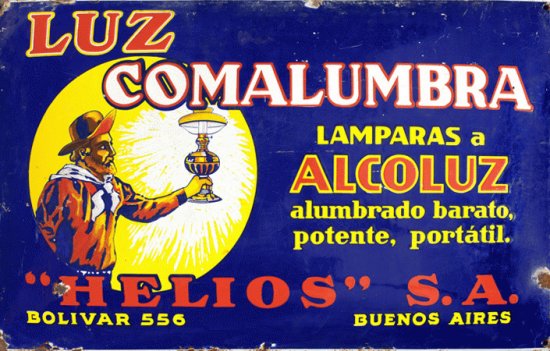 LUZ
COMALUMBRA
LAMPARAS a
ALCOLUZ
alumbrado barato,
potente, portátil.
"HELIOS" S.A.
BOLIVAR 556 BUENOS AIRES